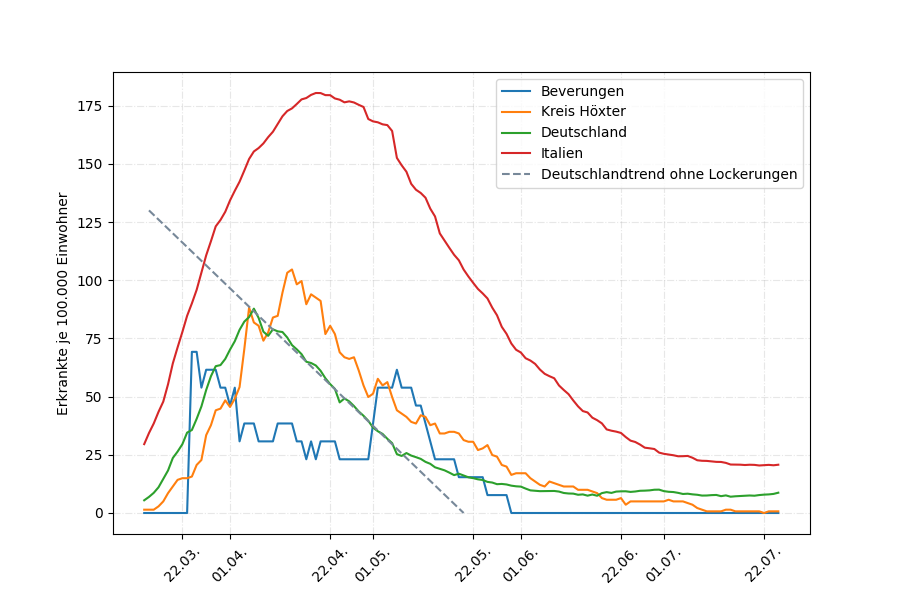 Erkrankte je 100.000 Einwohner
175
150
125
100
75
50
25
0
Beverungen
Kreis Höxter
Deutschland
Italien
Deutschlandtrend ohne Lockerungen
22.03.
01.04.
22.04.
01.05.
22.05.
01.06.
22.06.
01.07.
22.07.